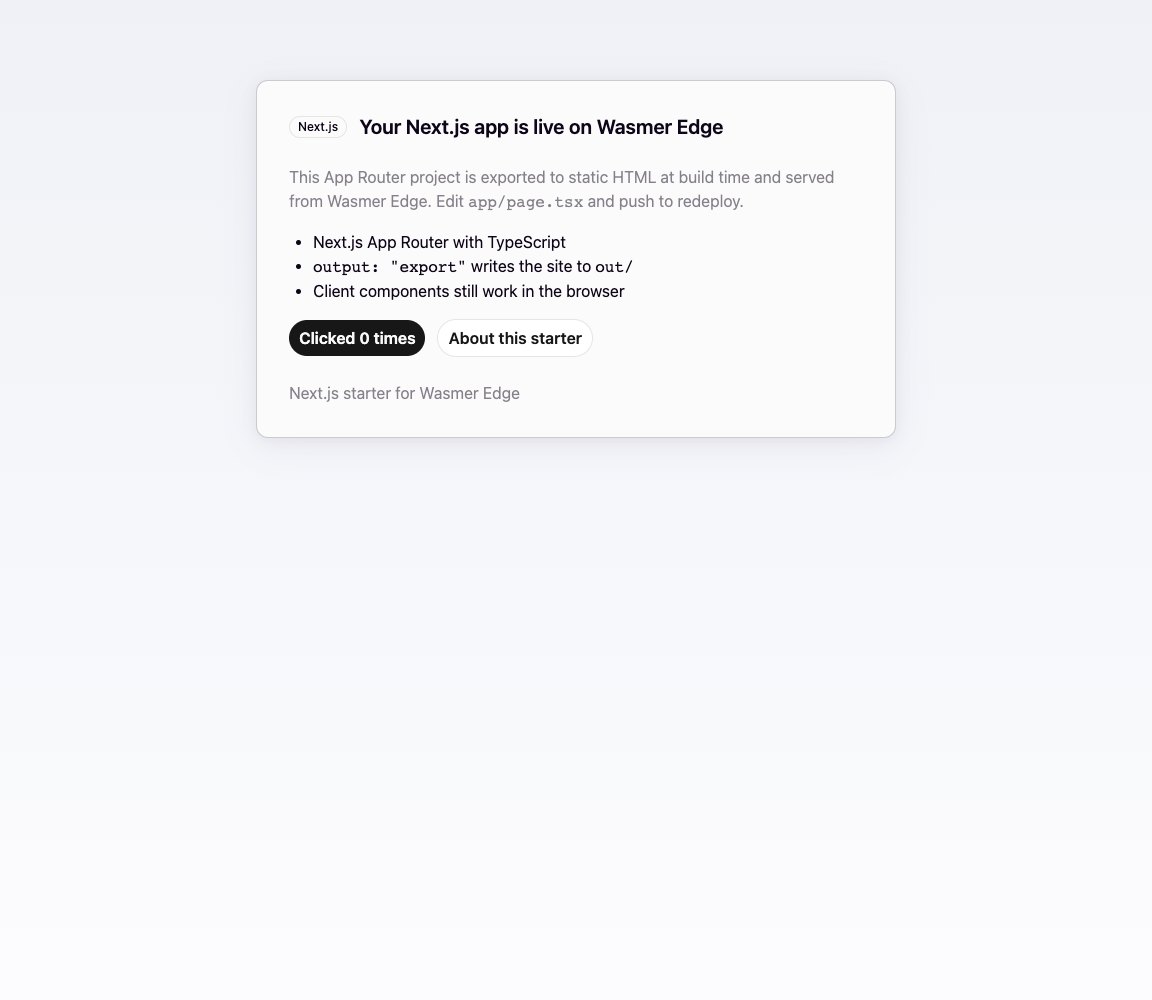 Next.js Your Next.js app is live on Wasmer Edge
This App Router project is exported to static HTML at build time and served
from Wasmer Edge. Edit app/page.tsx and push to redeploy.
• Next.js App Router with TypeScript
• output: "export" writes the site to out/
• Client components still work in the browser
Clicked 0 times About this starter
Next.js starter for Wasmer Edge